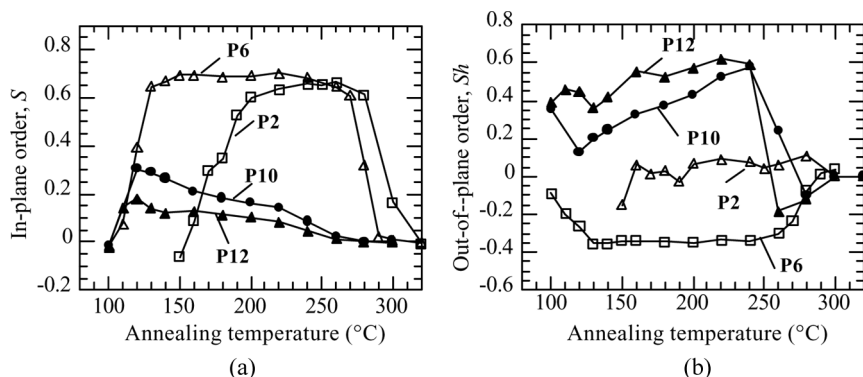 0.8
0.6
0.4
0.2
0
-0.2
In-plane order, S
P6
P2
P10
P12
100
150
200
250
300
Annealing temperature (°C)
(a)
0.8
0.6
0.4
0.2
0
-0.2
-0.4
0.6
Out-of--plane order, Sh
P12
P10
P2
P6
100
150
200
250
300
Annealing temperature (°C)
(b)